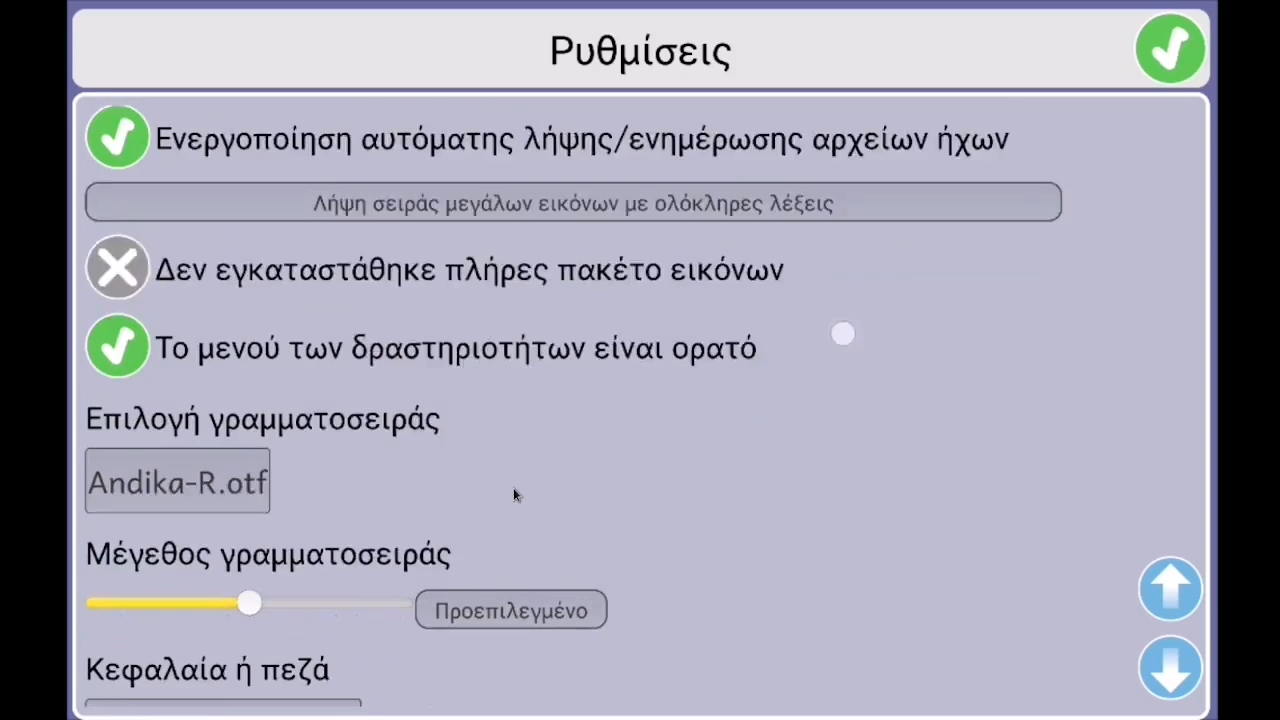 Ρυθμίσεις
Ενεργοποίηση αυτόματης λήψης/ενημέρωσης αρχείων ήχων
Λήψη σειράς μεγάλων εικόνων με ολόκληρες λέξεις
Δεν εγκαταστάθηκε πλήρες πακέτο εικόνων
Το μενού των δραστηριοτήτων είναι ορατό
Επιλογή γραμματοσειράς
Andika-R.otf
Μέγεθος γραμματοσειράς
Προεπιλεγμένο
Κεφαλαία ή πεζά